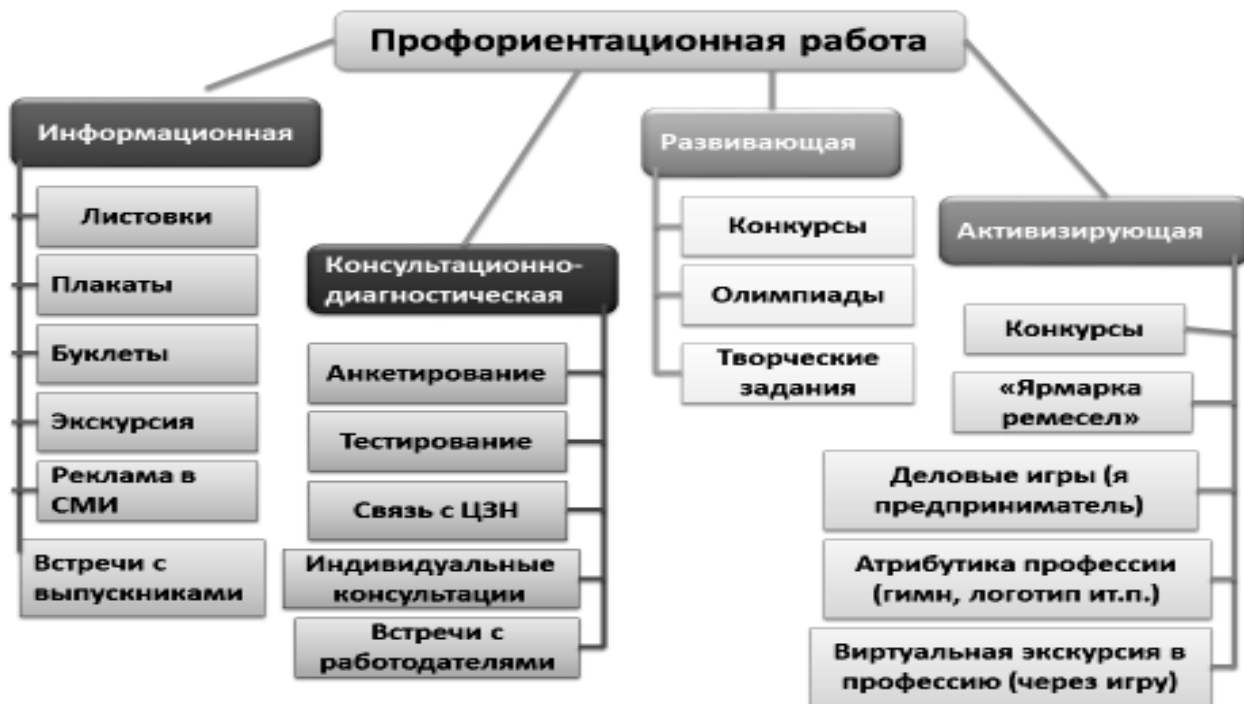 Профориентационная работа
Информационная
Листовки
Плакаты
Буклеты
Экскурсия
Реклама в
СМИ
Встречи с
выпускниками
Консультационно-
диагностическая
Анкетирование
Тестирование
Связь с ЦЗН
Индивидуальные
консультации
Встречи с
работодателями
Развивающая
Конкурсы
Олимпиады
Творческие
задания
Активизирующая
Конкурсы
«Ярмарка
ремесел»
Деловые игры (я
предприниматель)
Атрибутика профессии
(гимн, логотип ит.п.)
Виртуальная экскурсия в
профессию (через игру)